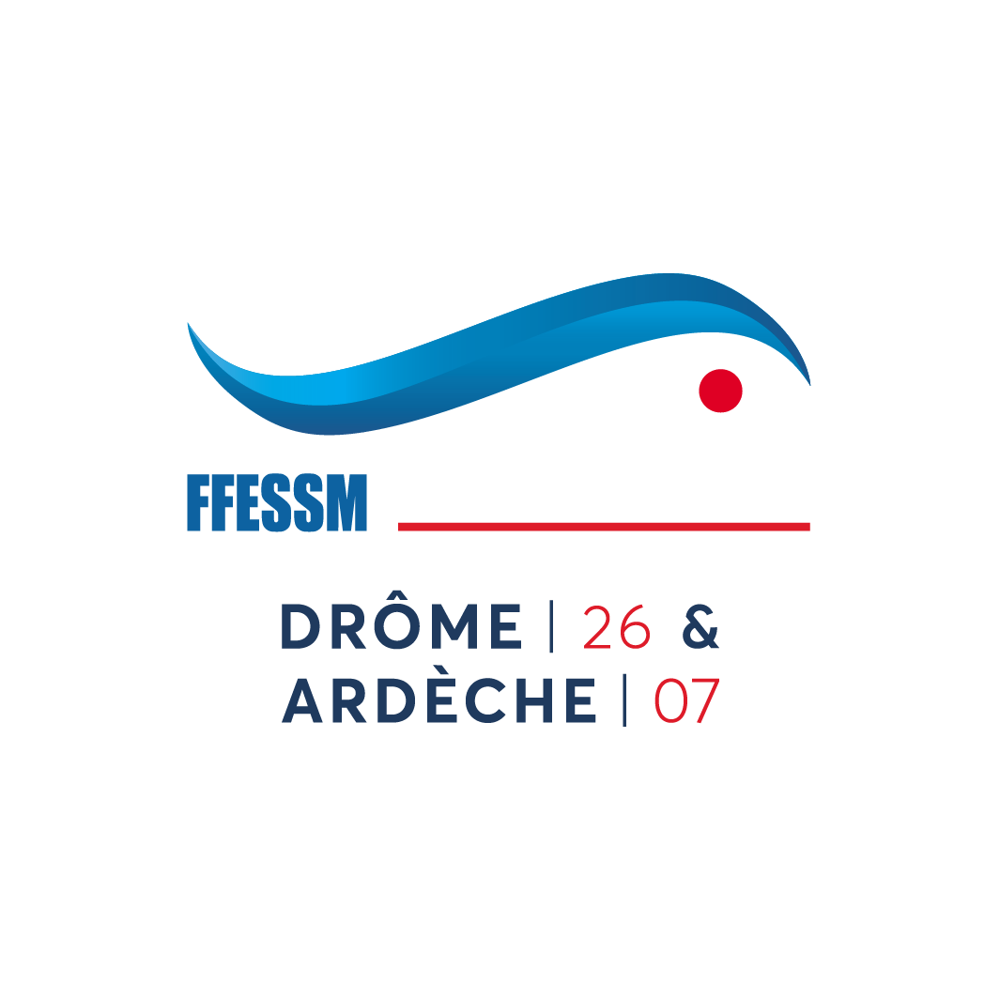 FFESSM
DRÔME | 26 &
ARDÈCHE | 07